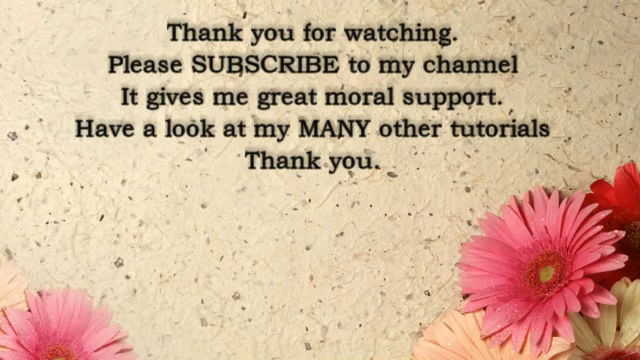 Thank you for watching.
Please SUBSCRIBE to my channel
It gives me great moral support.
Have a look at my MANY other tutorials
Thank you.